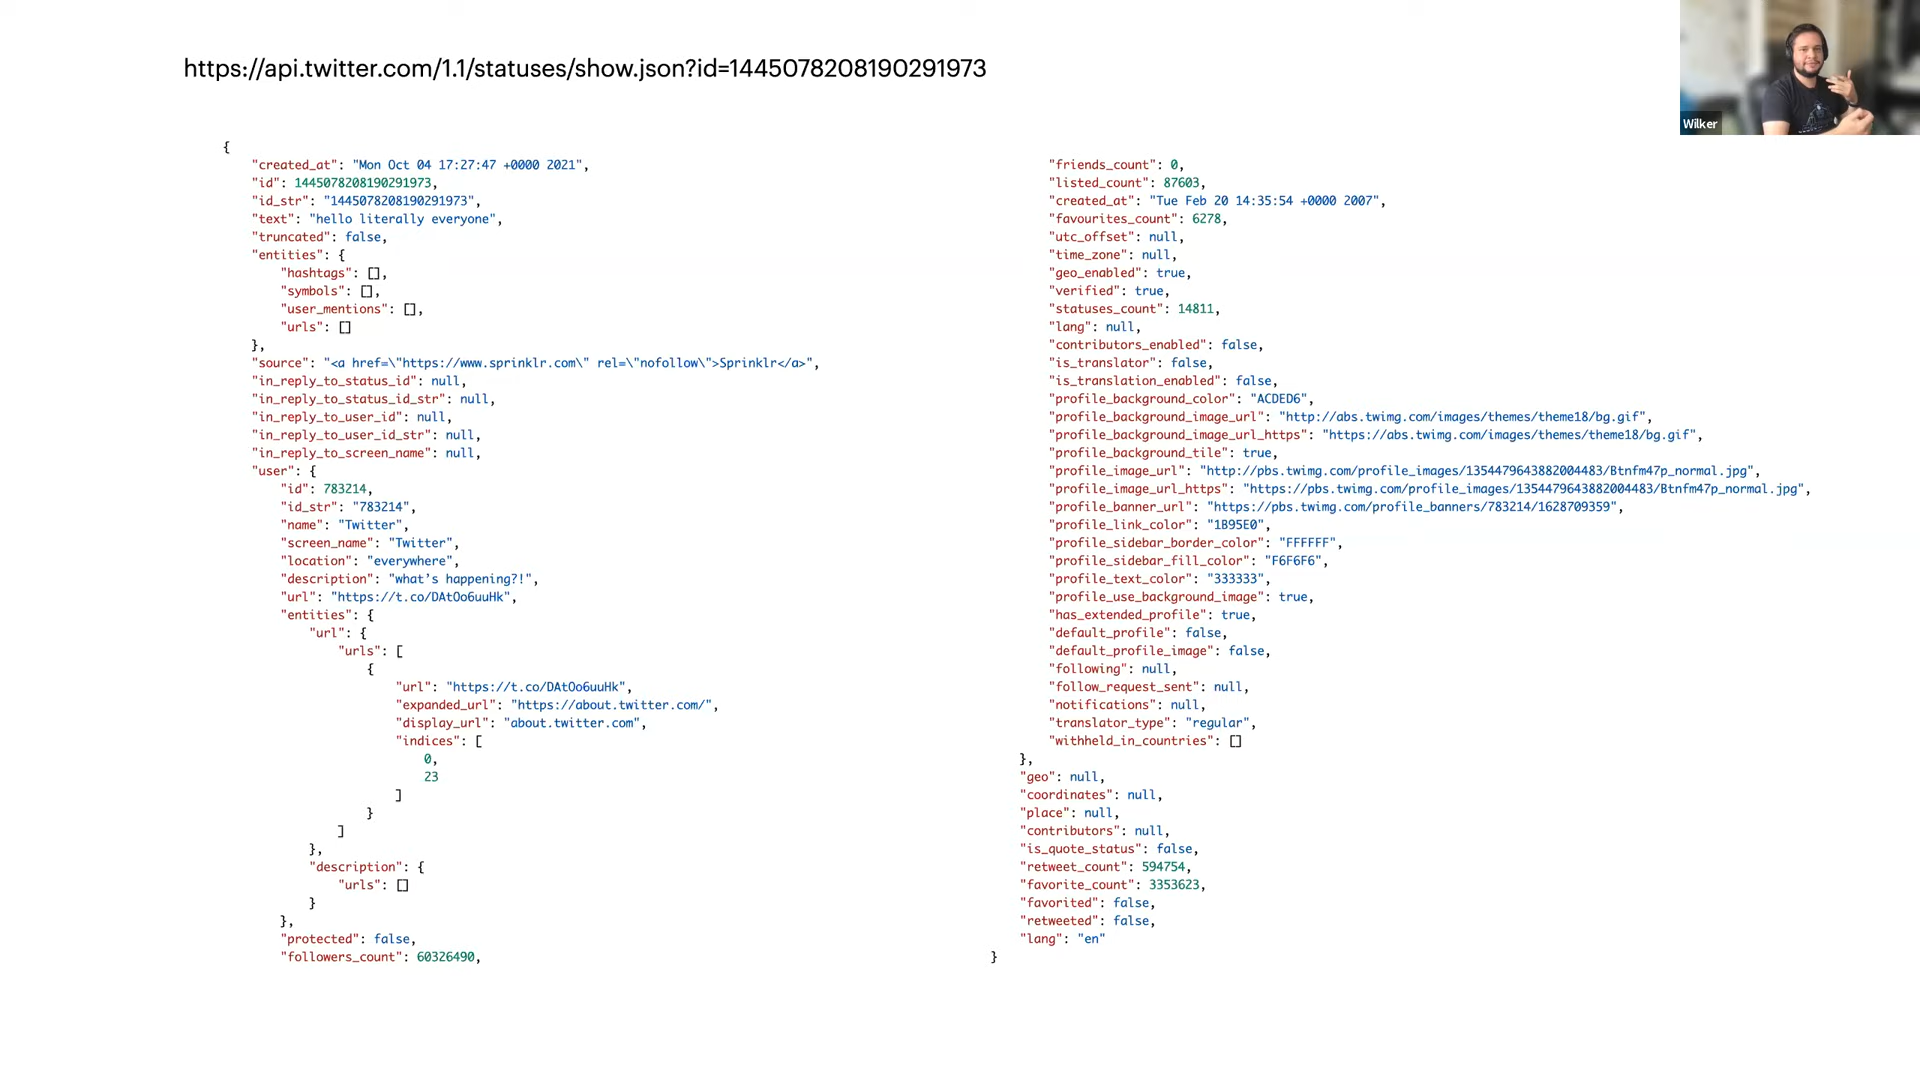 https://api.twitter.com/1.1/statuses/show.json?id=1445078208190291973
Wilker
{
"created_at": "Mon Oct 04 17:27:47 +0000 2021",
"id": 1445078208190291973,
"id_str": "1445078208190291973",
"text": "hello literally everyone",
"truncated": false,
"entities": {
"hashtags": [],
"symbols": [],
"user_mentions": [],
"urls": []
},
"source": "<a href=\"https://www.sprinklr.com\" rel=\"nofollow\">Sprinklr</a>",
"in_reply_to_status_id": null,
"in_reply_to_status_id_str": null,
"in_reply_to_user_id": null,
"in_reply_to_user_id_str": null,
"in_reply_to_screen_name": null,
"user": {
"id": 783214,
"id_str": "783214",
"name": "Twitter",
"screen_name": "Twitter",
"location": "everywhere",
"description": "what’s happening?!",
"url": "https://t.co/DAtOo6uuHk",
"entities": {
"url": {
"urls": [
{
"url": "https://t.co/DAtOo6uuHk",
"expanded_url": "https://about.twitter.com/",
"display_url": "about.twitter.com",
"indices": [
0,
23
]
}
]
},
"description": {
"urls": []
}
},
"protected": false,
"followers_count": 60326490,
"friends_count": 0,
"listed_count": 87603,
"created_at": "Tue Feb 20 14:35:54 +0000 2007",
"favourites_count": 6278,
"utc_offset": null,
"time_zone": null,
"geo_enabled": true,
"verified": true,
"statuses_count": 14811,
"lang": null,
"contributors_enabled": false,
"is_translator": false,
"is_translation_enabled": false,
"profile_background_color": "ACDED6",
"profile_background_image_url": "http://abs.twimg.com/images/themes/theme18/bg.gif",
"profile_background_image_url_https": "https://abs.twimg.com/images/themes/theme18/bg.gif",
"profile_background_tile": true,
"profile_image_url": "http://pbs.twimg.com/profile_images/1354479643882004483/Btnfm47p_normal.jpg",
"profile_image_url_https": "https://pbs.twimg.com/profile_images/1354479643882004483/Btnfm47p_normal.jpg",
"profile_banner_url": "https://pbs.twimg.com/profile_banners/783214/1628709359",
"profile_link_color": "1B95E0",
"profile_sidebar_border_color": "FFFFFF",
"profile_sidebar_fill_color": "F6F6F6",
"profile_text_color": "333333",
"profile_use_background_image": true,
"has_extended_profile": true,
"default_profile": false,
"default_profile_image": false,
"following": null,
"follow_request_sent": null,
"notifications": null,
"translator_type": "regular",
"withheld_in_countries": []
},
"geo": null,
"coordinates": null,
"place": null,
"contributors": null,
"is_quote_status": false,
"retweet_count": 594754,
"favorite_count": 3353623,
"favorited": false,
"retweeted": false,
"lang": "en"
}